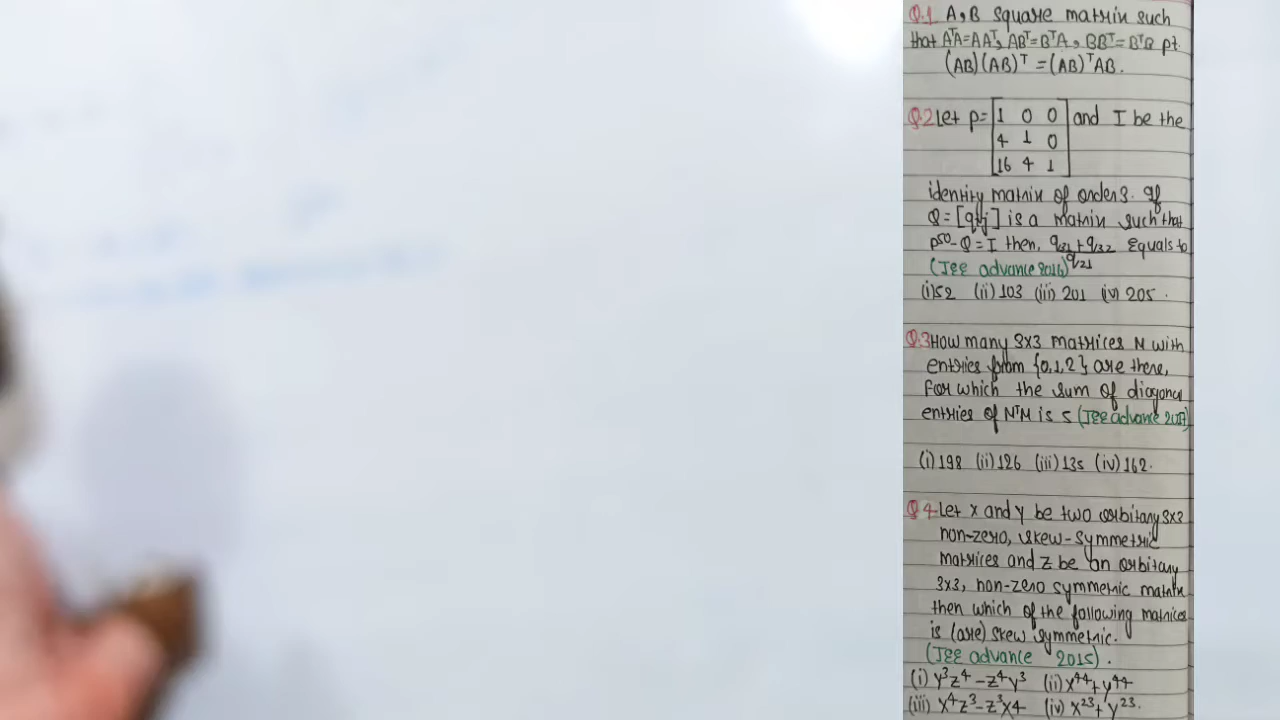 Q.1 A, B square matrix such
that AᵀA=AAᵀ, ABᵀ=BᵀA, BBᵀ=BᵀB pt.
(AB)(AB)ᵀ = (AB)ᵀAB.
Q.2 Let P= [1 0 0 and I be the
4 1 0
16 4 1]
identity matrix of order 3. If
Q = [qij] is a matrix such that
P⁵⁰-Q = I then, q₃₁+q₃₂ / q₂₁ Equals to
(JEE advance 2016)
(i) 52 (ii) 103 (iii) 201 (iv) 205.
Q.3 How many 3x3 matrices M with
entries from {0,1,2} are there,
for which the sum of diagonal
entries of MᵀM is 5 (JEE advance 2017)
(i) 198 (ii) 126 (iii) 135 (iv) 162.
Q 4 Let x and y be two orbitary 3x3
non-zero, skew-symmetric
matrices and z be an orbitary
3x3, non-zero symmetric matrix
then which of the following matrices
is (are) skew symmetric.
(JEE advance 2015).
(i) y³z⁴-z⁴y³ (ii) x⁴⁴+y⁴⁴
(iii) x⁴z³-z³x4 (iv) x²³+y²³.